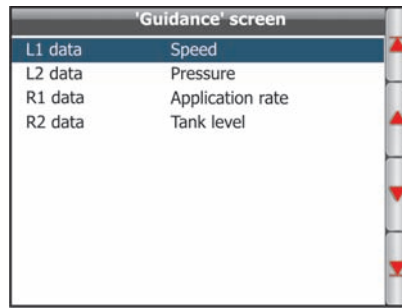 'Guidance' screen
L1 data Speed
L2 data Pressure
R1 data Application rate
R2 data Tank level